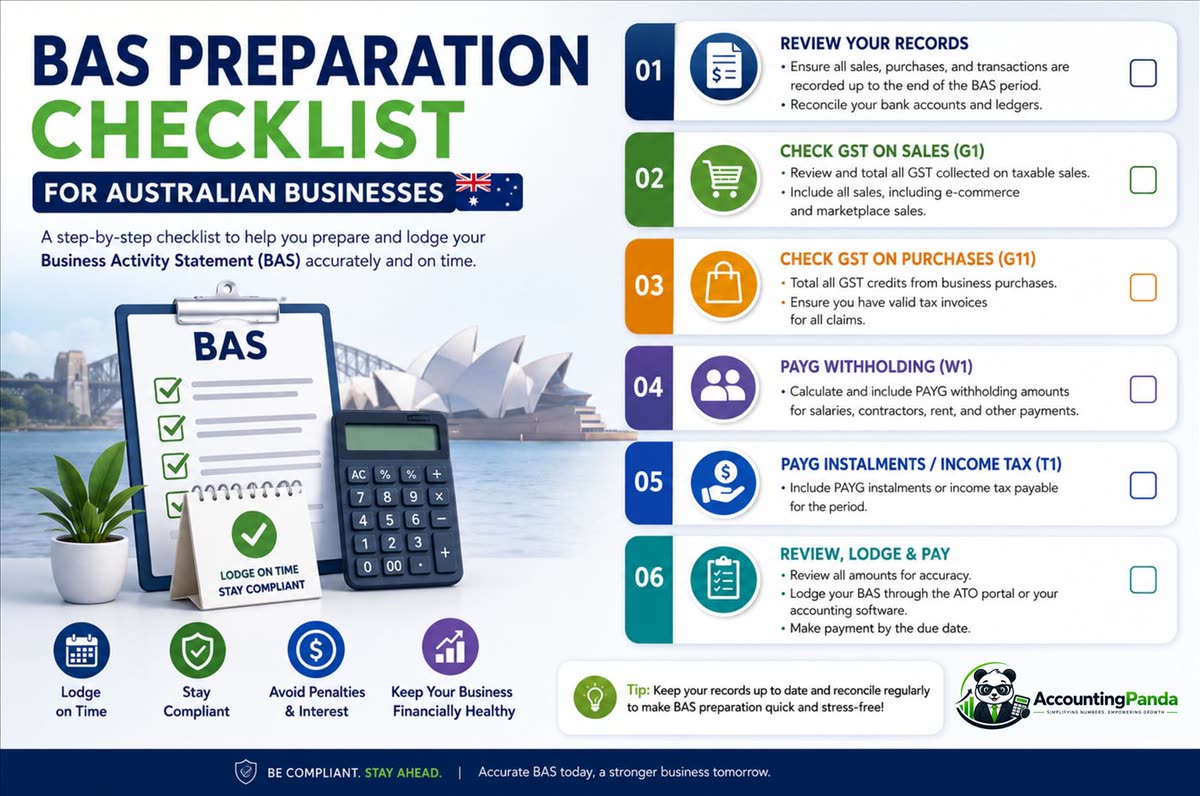 BAS PREPARATION
CHECKLIST
FOR AUSTRALIAN BUSINESSES
A step-by-step checklist to help you prepare and lodge your
Business Activity Statement (BAS) accurately and on time.
BAS
LODGE ON TIME
STAY COMPLIANT
AC % % +
7 8 9 ×
4 5 6 −
1 2 3 +
0 00 ·
Lodge
on Time
Stay
Compliant
Avoid Penalties
& Interest
Keep Your Business
Financially Healthy
01
REVIEW YOUR RECORDS
• Ensure all sales, purchases, and transactions are
recorded up to the end of the BAS period.
• Reconcile your bank accounts and ledgers.
02
CHECK GST ON SALES (G1)
• Review and total all GST collected on taxable sales.
• Include all sales, including e-commerce
and marketplace sales.
03
CHECK GST ON PURCHASES (G11)
• Total all GST credits from business purchases.
• Ensure you have valid tax invoices
for all claims.
04
PAYG WITHHOLDING (W1)
• Calculate and include PAYG withholding amounts
for salaries, contractors, rent, and other payments.
05
PAYG INSTALMENTS / INCOME TAX (T1)
• Include PAYG instalments or income tax payable
for the period.
06
REVIEW, LODGE & PAY
• Review all amounts for accuracy.
• Lodge your BAS through the ATO portal or your
accounting software.
• Make payment by the due date.
Tip: Keep your records up to date and reconcile regularly
to make BAS preparation quick and stress-free!
AccountingPanda
SIMPLIFYING NUMBERS, EMPOWERING GROWTH
BE COMPLIANT. STAY AHEAD. | Accurate BAS today, a stronger business tomorrow.